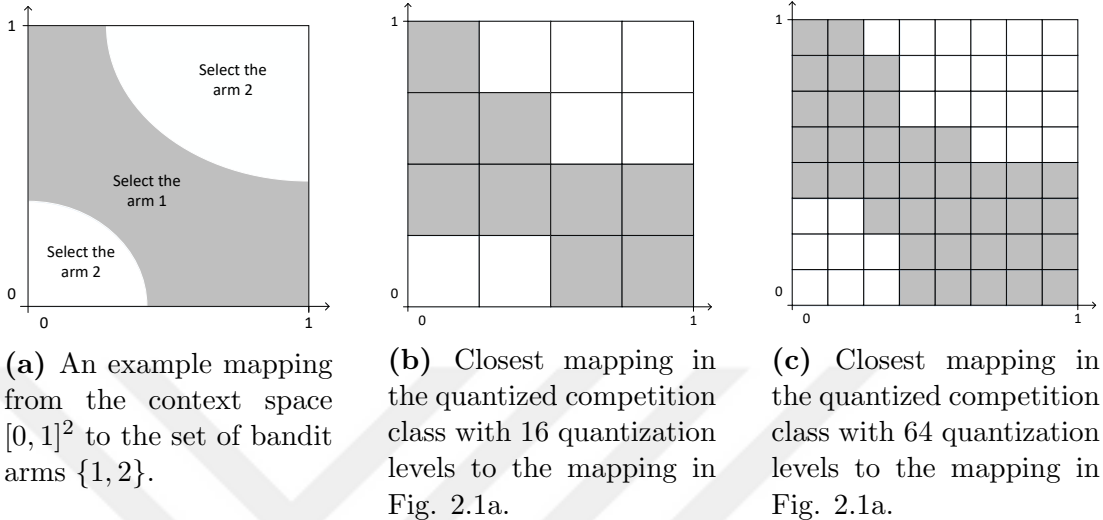 1
Select the
arm 2
Select the
arm 1
Select the
arm 2
0
0
1
(a) An example mapping
from the context space
[0, 1]² to the set of bandit
arms {1, 2}.
1
0
0
1
(b) Closest mapping in
the quantized competition
class with 16 quantization
levels to the mapping in
Fig. 2.1a.
1
0
0
1
(c) Closest mapping in
the quantized competition
class with 64 quantization
levels to the mapping in
Fig. 2.1a.